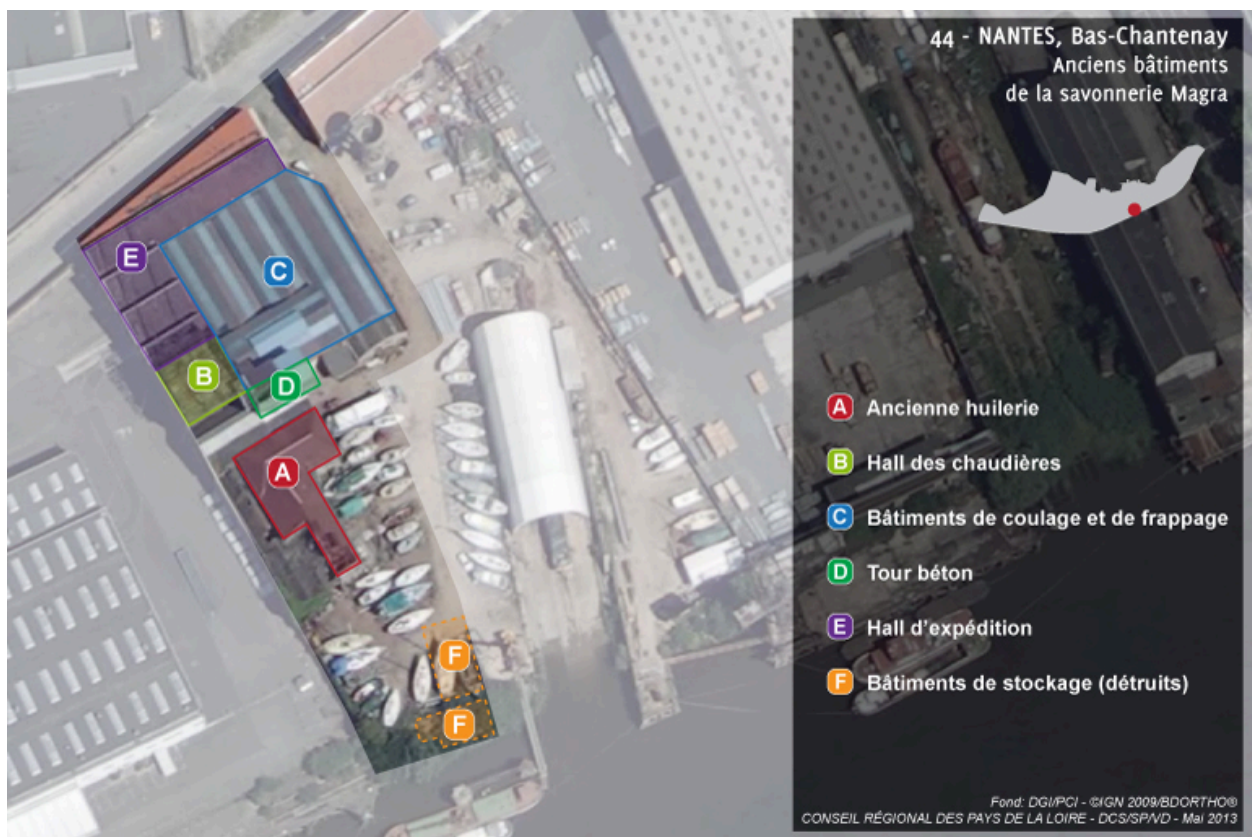 44 - NANTES, Bas-Chantenay
Anciens bâtiments
de la savonnerie Magra
E
C
B
D
A
F
F
A Ancienne huilerie
B Hall des chaudières
C Bâtiments de coulage et de frappage
D Tour béton
E Hall d'expédition
F Bâtiments de stockage (détruits)
Fond: DGI/PCI - ©IGN 2009/BDORTHO®
CONSEIL RÉGIONAL DES PAYS DE LA LOIRE - DCS/SP/VD - Mai 2013